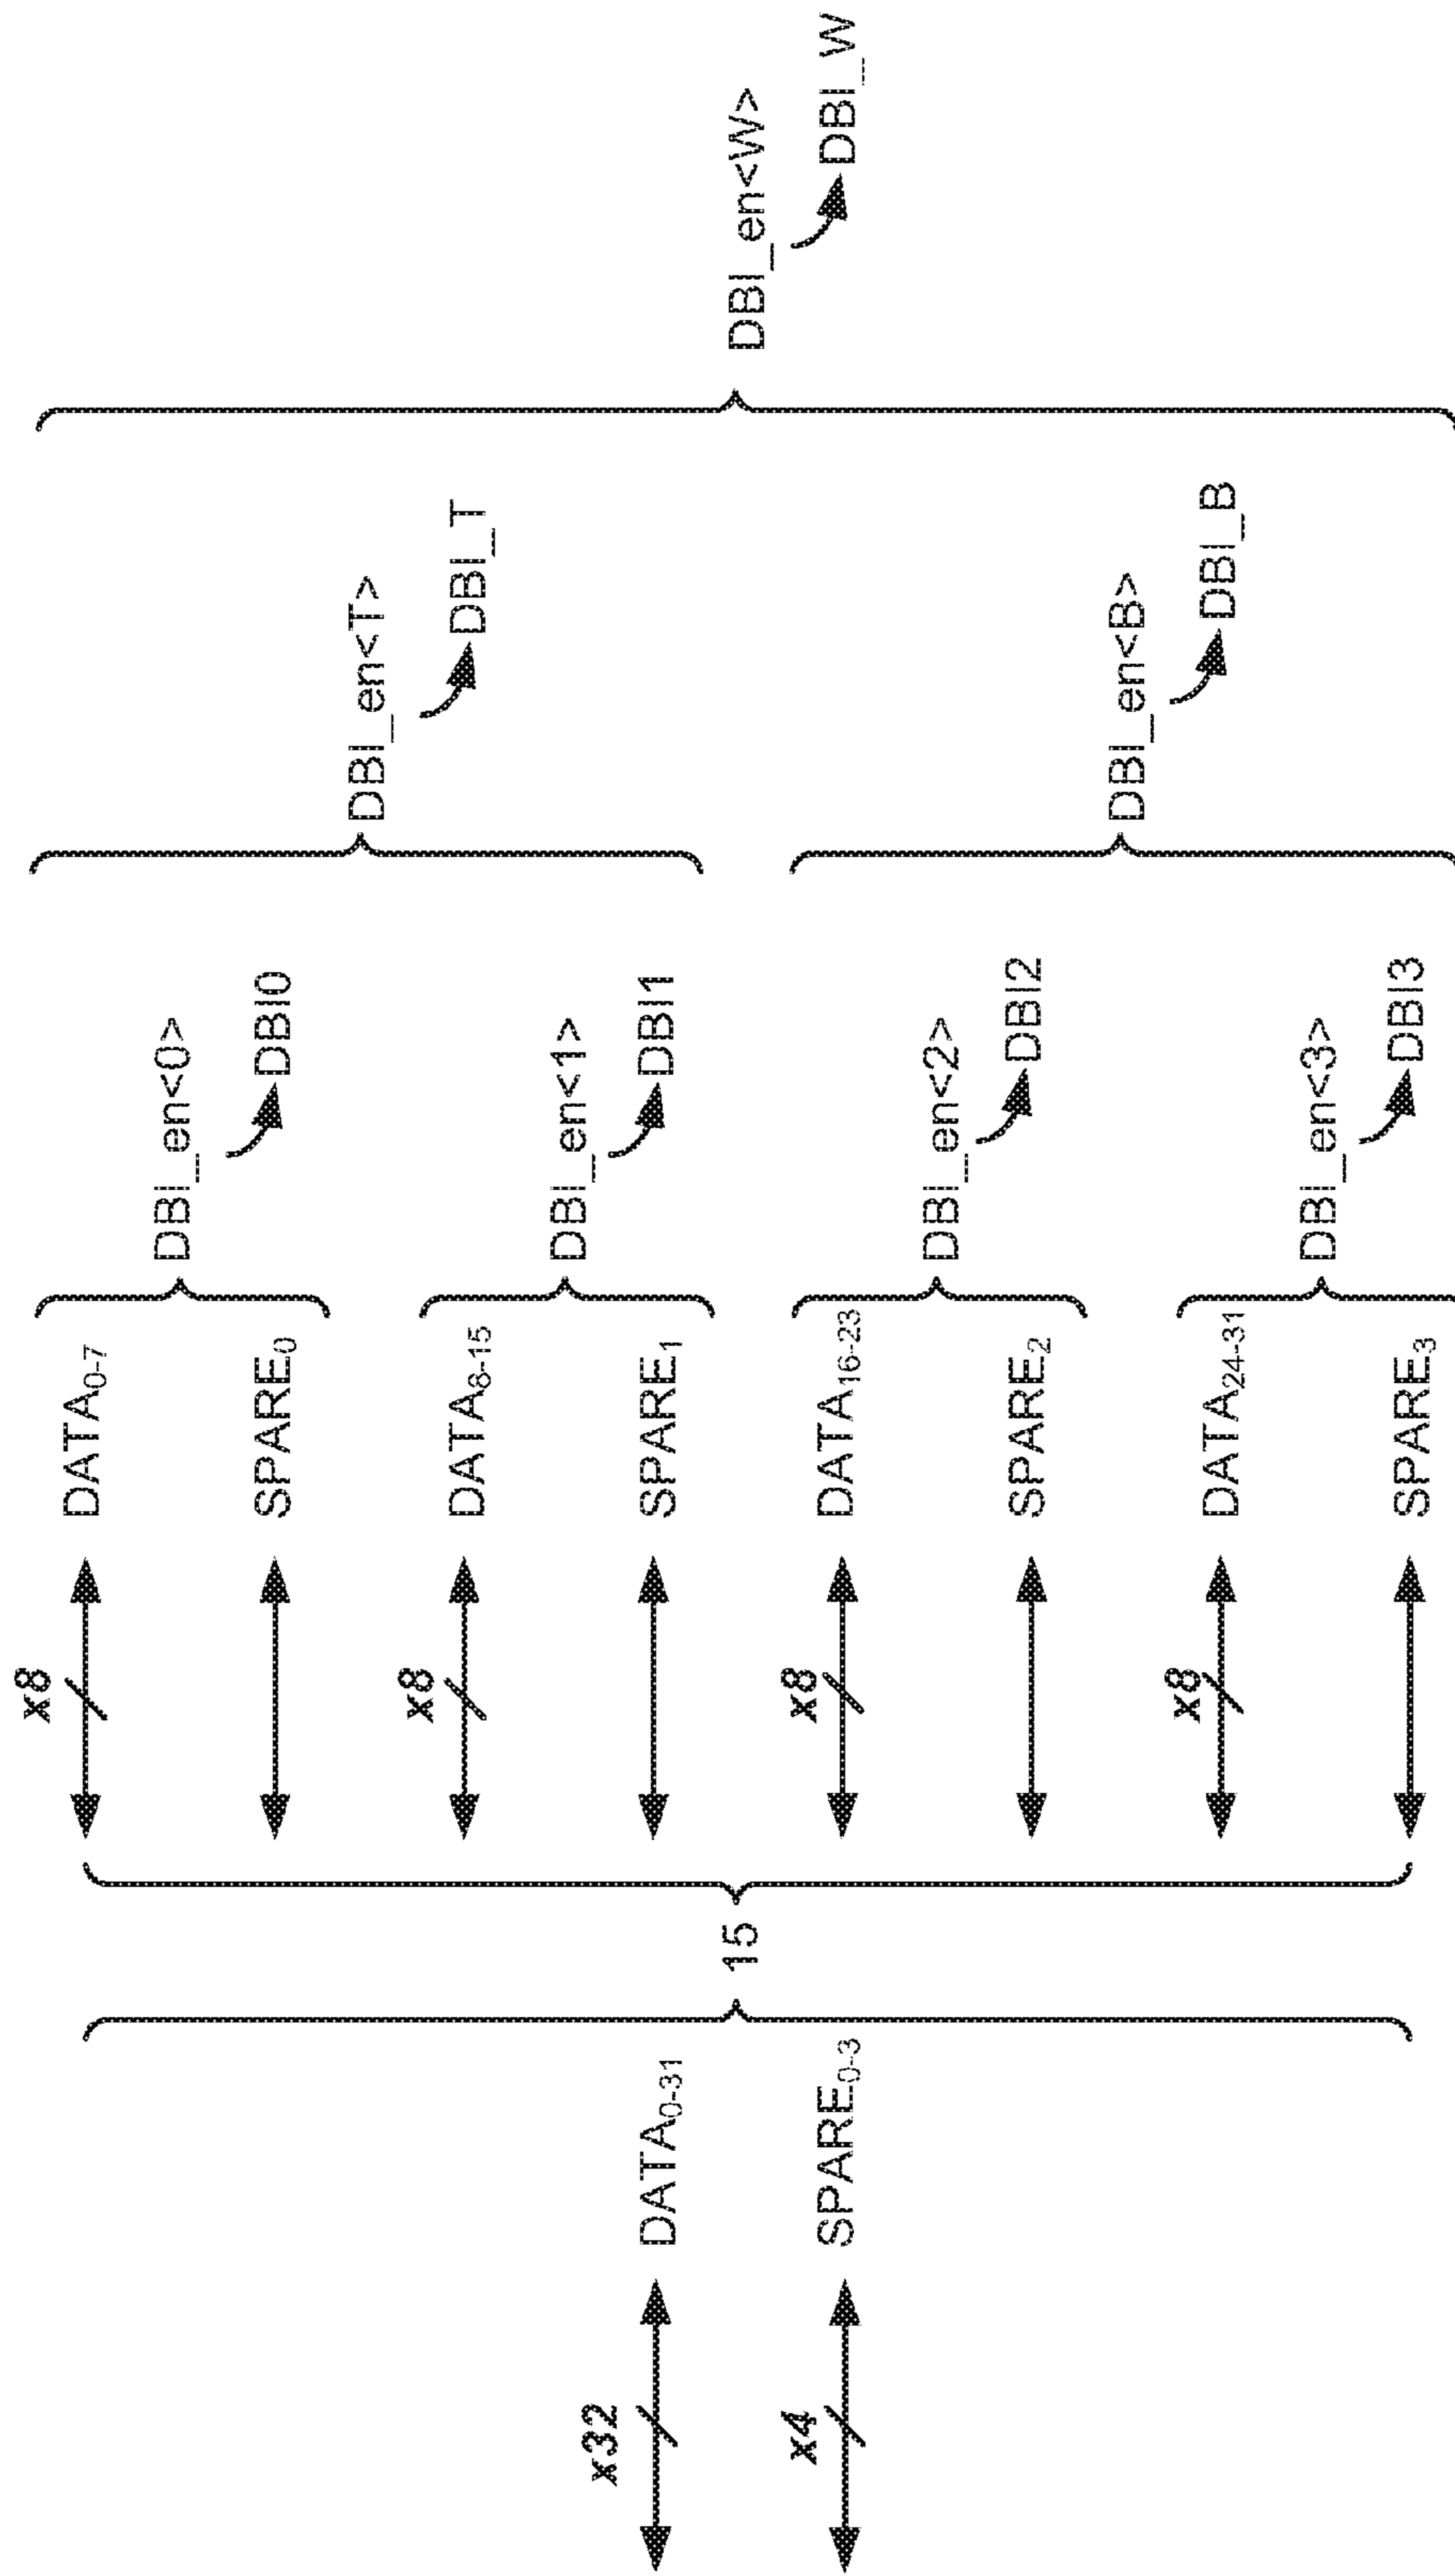 x32
DATA0-31
x4
SPARE0-3
15
x8
DATA0-7
SPARE0
DBI_en<0>
DBI0
x8
DATA8-15
SPARE1
DBI_en<1>
DBI1
x8
DATA16-23
SPARE2
DBI_en<2>
DBI2
x8
DATA24-31
SPARE3
DBI_en<3>
DBI3
DBI_en<T>
DBI_T
DBI_en<B>
DBI_B
DBI_en<W>
DBI_W